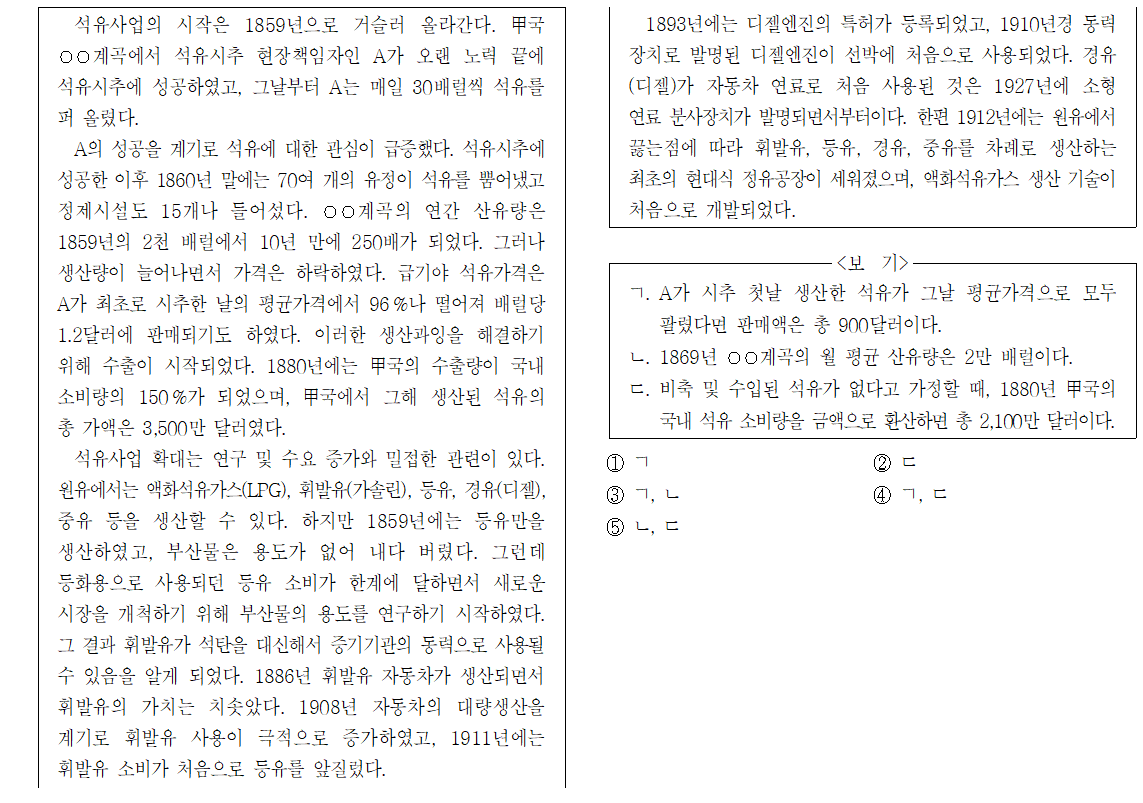 석유사업의 시작은 1859년으로 거슬러 올라간다. 甲국
○○계곡에서 석유시추 현장책임자인 A가 오랜 노력 끝에
석유시추에 성공하였고, 그날부터 A는 매일 30배럴씩 석유를
퍼 올렸다.
A의 성공을 계기로 석유에 대한 관심이 급증했다. 석유시추에
성공한 이후 1860년 말에는 70여 개의 유정이 석유를 뿜어냈고
정제시설도 15개나 들어섰다. ○○계곡의 연간 산유량은
1859년의 2천 배럴에서 10년 만에 250배가 되었다. 그러나
생산량이 늘어나면서 가격은 하락하였다. 급기야 석유가격은
A가 최초로 시추한 날의 평균가격에서 96%나 떨어져 배럴당
1.2달러에 판매되기도 하였다. 이러한 생산과잉을 해결하기
위해 수출이 시작되었다. 1880년에는 甲국의 수출량이 국내
소비량의 150%가 되었으며, 甲국에서 그해 생산된 석유의
총 가액은 3,500만 달러였다.
석유사업 확대는 연구 및 수요 증가와 밀접한 관련이 있다.
원유에서는 액화석유가스(LPG), 휘발유(가솔린), 등유, 경유(디젤),
중유 등을 생산할 수 있다. 하지만 1859년에는 등유만을
생산하였고, 부산물은 용도가 없어 내다 버렸다. 그런데
등화용으로 사용되던 등유 소비가 한계에 달하면서 새로운
시장을 개척하기 위해 부산물의 용도를 연구하기 시작하였다.
그 결과 휘발유가 석탄을 대신해서 증기기관의 동력으로 사용될
수 있음을 알게 되었다. 1886년 휘발유 자동차가 생산되면서
휘발유의 가치는 치솟았다. 1908년 자동차의 대량생산을
계기로 휘발유 사용이 극적으로 증가하였고, 1911년에는
휘발유 소비가 처음으로 등유를 앞질렀다.
1893년에는 디젤엔진의 특허가 등록되었고, 1910년경 동력
장치로 발명된 디젤엔진이 선박에 처음으로 사용되었다. 경유
(디젤)가 자동차 연료로 처음 사용된 것은 1927년에 소형
연료 분사장치가 발명되면서부터이다. 한편 1912년에는 원유에서
끓는점에 따라 휘발유, 등유, 경유, 중유를 차례로 생산하는
최초의 현대식 정유공장이 세워졌으며, 액화석유가스 생산 기술이
처음으로 개발되었다.
<보 기>
ㄱ. A가 시추 첫날 생산한 석유가 그날 평균가격으로 모두
팔렸다면 판매액은 총 900달러이다.
ㄴ. 1869년 ○○계곡의 월 평균 산유량은 2만 배럴이다.
ㄷ. 비축 및 수입된 석유가 없다고 가정할 때, 1880년 甲국의
국내 석유 소비량을 금액으로 환산하면 총 2,100만 달러이다.
① ㄱ ② ㄷ
③ ㄱ, ㄴ ④ ㄱ, ㄷ
⑤ ㄴ, ㄷ